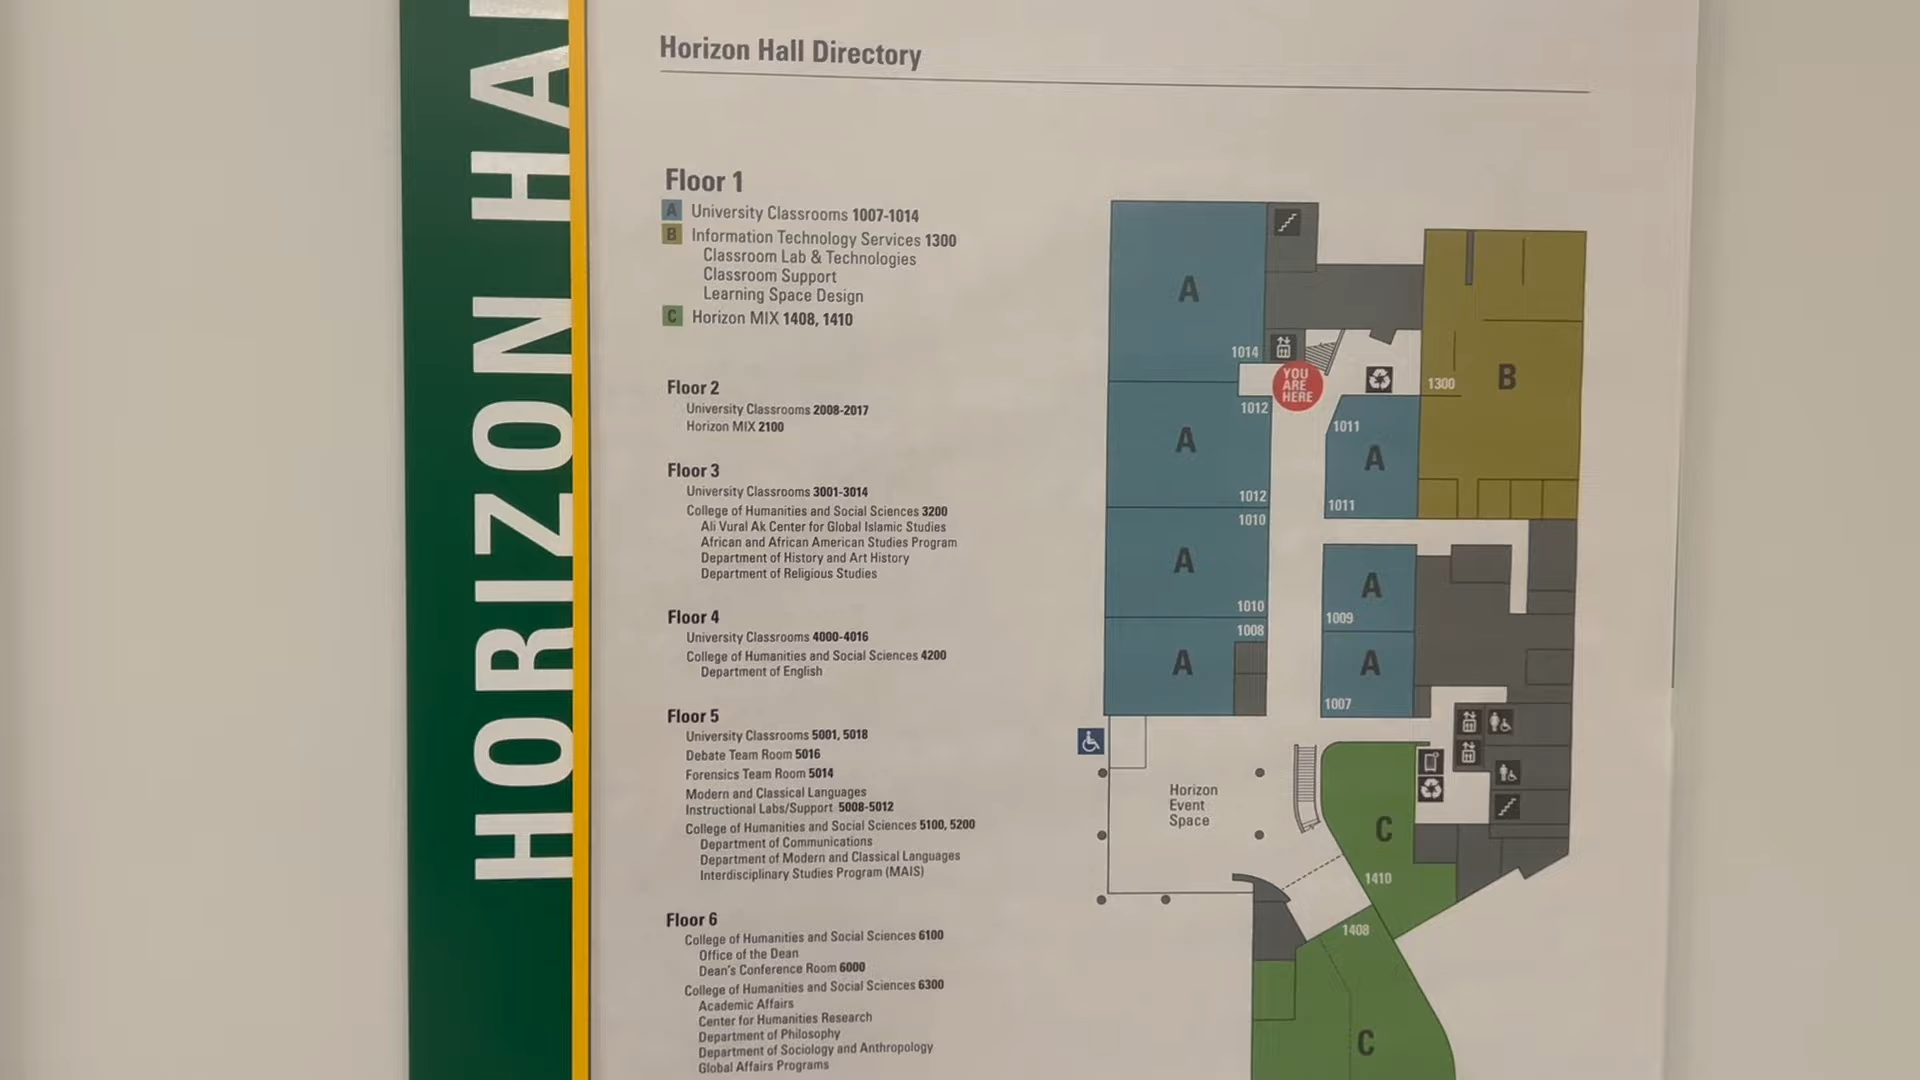 HORIZON HA
Horizon Hall Directory
Floor 1
A University Classrooms 1007-1014
B Information Technology Services 1300
Classroom Lab & Technologies
Classroom Support
Learning Space Design
C Horizon MIX 1408, 1410
Floor 2
University Classrooms 2008-2017
Horizon MIX 2100
Floor 3
University Classrooms 3001-3014
College of Humanities and Social Sciences 3200
Ali Vural Ak Center for Global Islamic Studies
African and African American Studies Program
Department of History and Art History
Department of Religious Studies
Floor 4
University Classrooms 4000-4016
College of Humanities and Social Sciences 4200
Department of English
Floor 5
University Classrooms 5001, 5018
Debate Team Room 5016
Forensics Team Room 5014
Modern and Classical Languages
Instructional Labs/Support 5008-5012
College of Humanities and Social Sciences 5100, 5200
Department of Communications
Department of Modern and Classical Languages
Interdisciplinary Studies Program (MAIS)
Floor 6
College of Humanities and Social Sciences 6100
Office of the Dean
Dean's Conference Room 6000
College of Humanities and Social Sciences 6300
Academic Affairs
Center for Humanities Research
Department of Philosophy
Department of Sociology and Anthropology
Global Affairs Programs
A
1014
YOU
ARE
HERE
1300
B
1012
1011
A
A
1012
1011
1010
A
A
1010
1009
1008
A
A
1007
Horizon
Event
Space
C
1410
1408
C